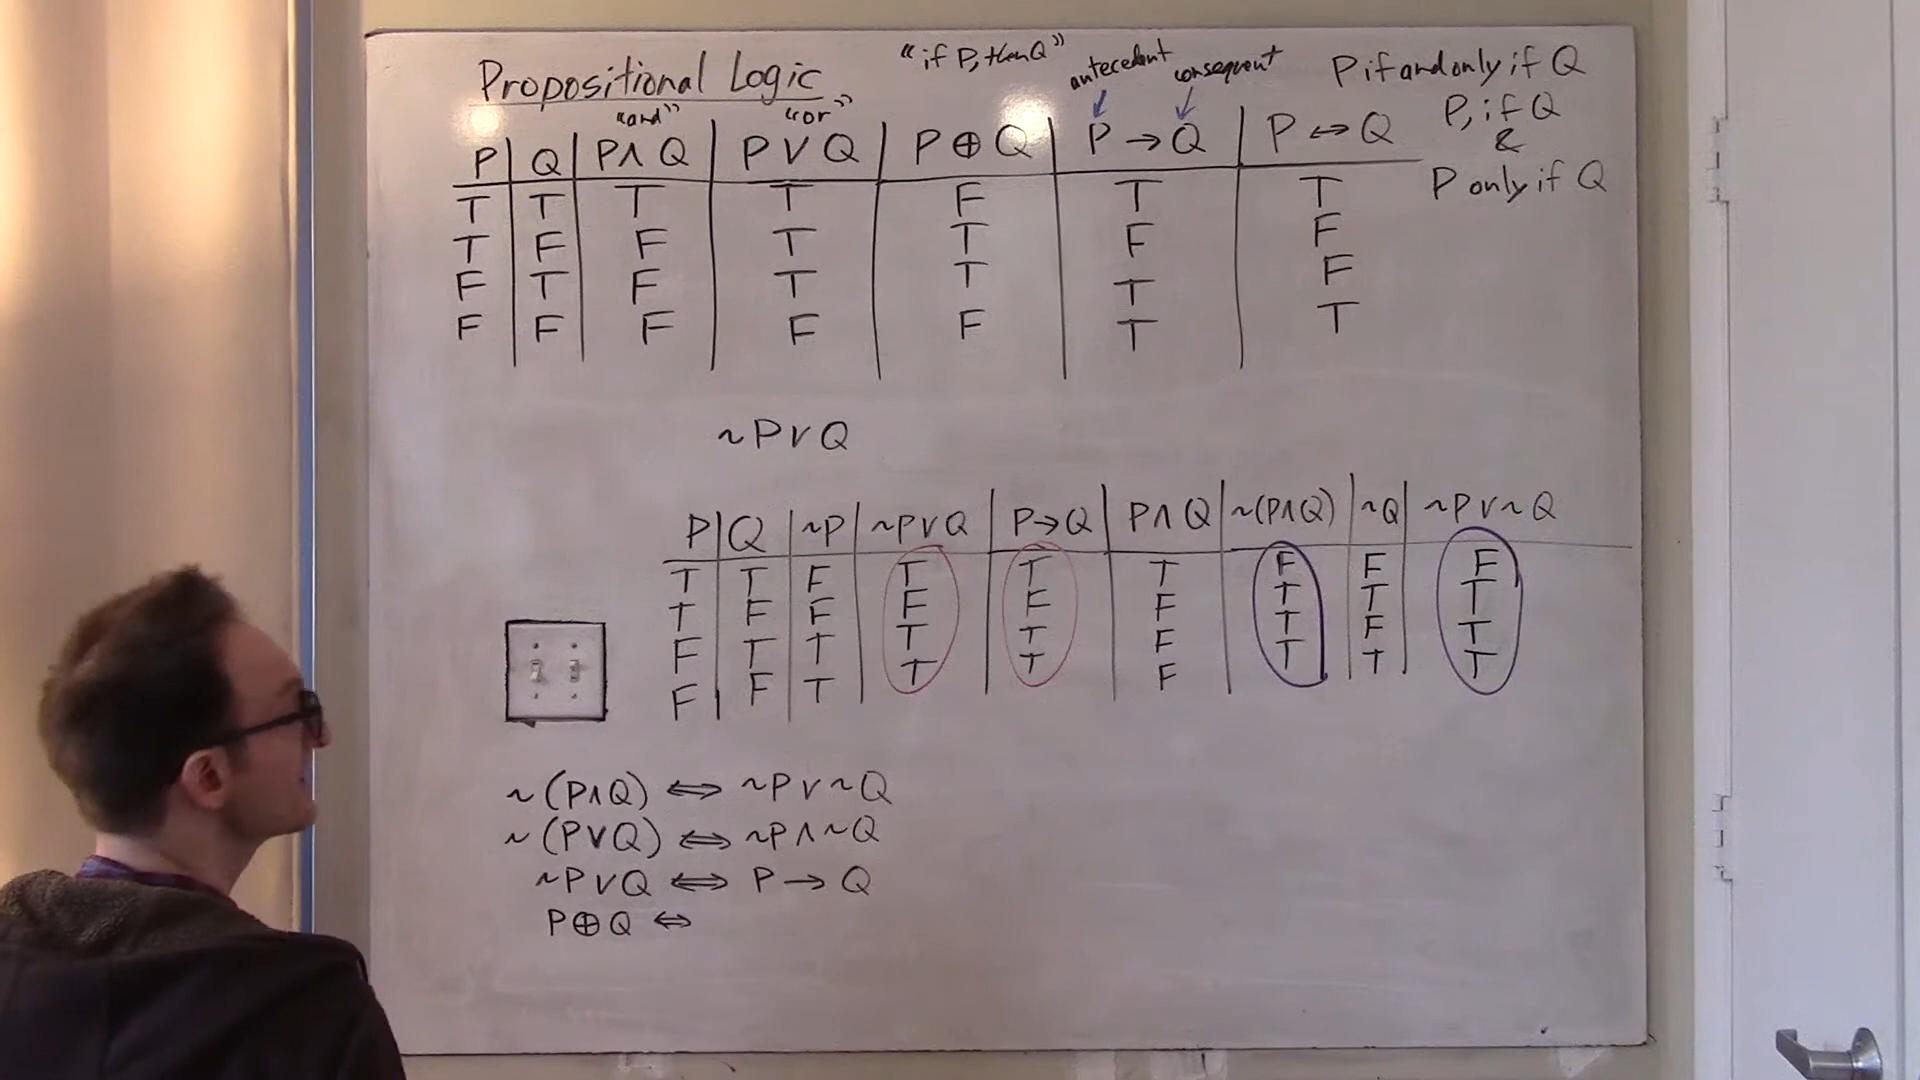 Propositional Logic
"if P, then Q"
antecedent
consequent
P if and only if Q
"and"
"or"
P, if Q
&
P only if Q
P Q P∧Q P∨Q P⊕Q P→Q P↔Q
T T T T F T T
T F F T T F F
F T F T T T F
F F F F F T T
~P∨Q
P Q ~P ~P∨Q P→Q P∧Q ~(P∧Q) ~Q ~P∨~Q
T T F T T T F F F
T F F F F F T T T
F T T T T F T F T
F F T T T F T T T
~(P∧Q) ⟺ ~P∨~Q
~(P∨Q) ⟺ ~P∧~Q
~P∨Q ⟺ P→Q
P⊕Q ⟺